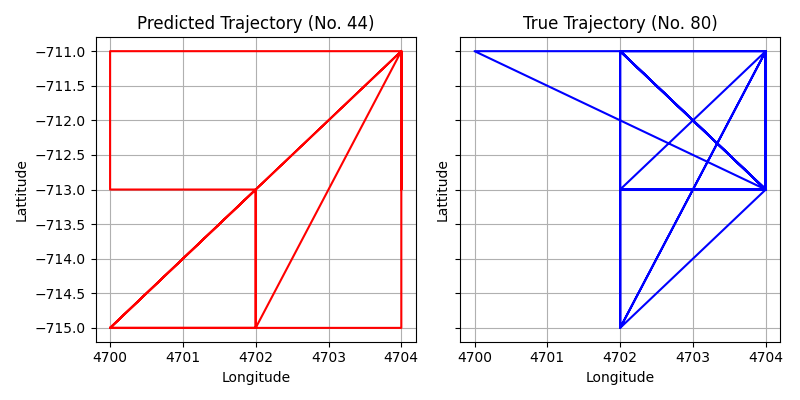 Predicted Trajectory (No. 44)
True Trajectory (No. 80)
−711.0
−711.5
−712.0
−712.5
−713.0
−713.5
−714.0
−714.5
−715.0
Lattitude
Lattitude
4700 4701 4702 4703 4704
4700 4701 4702 4703 4704
Longitude
Longitude